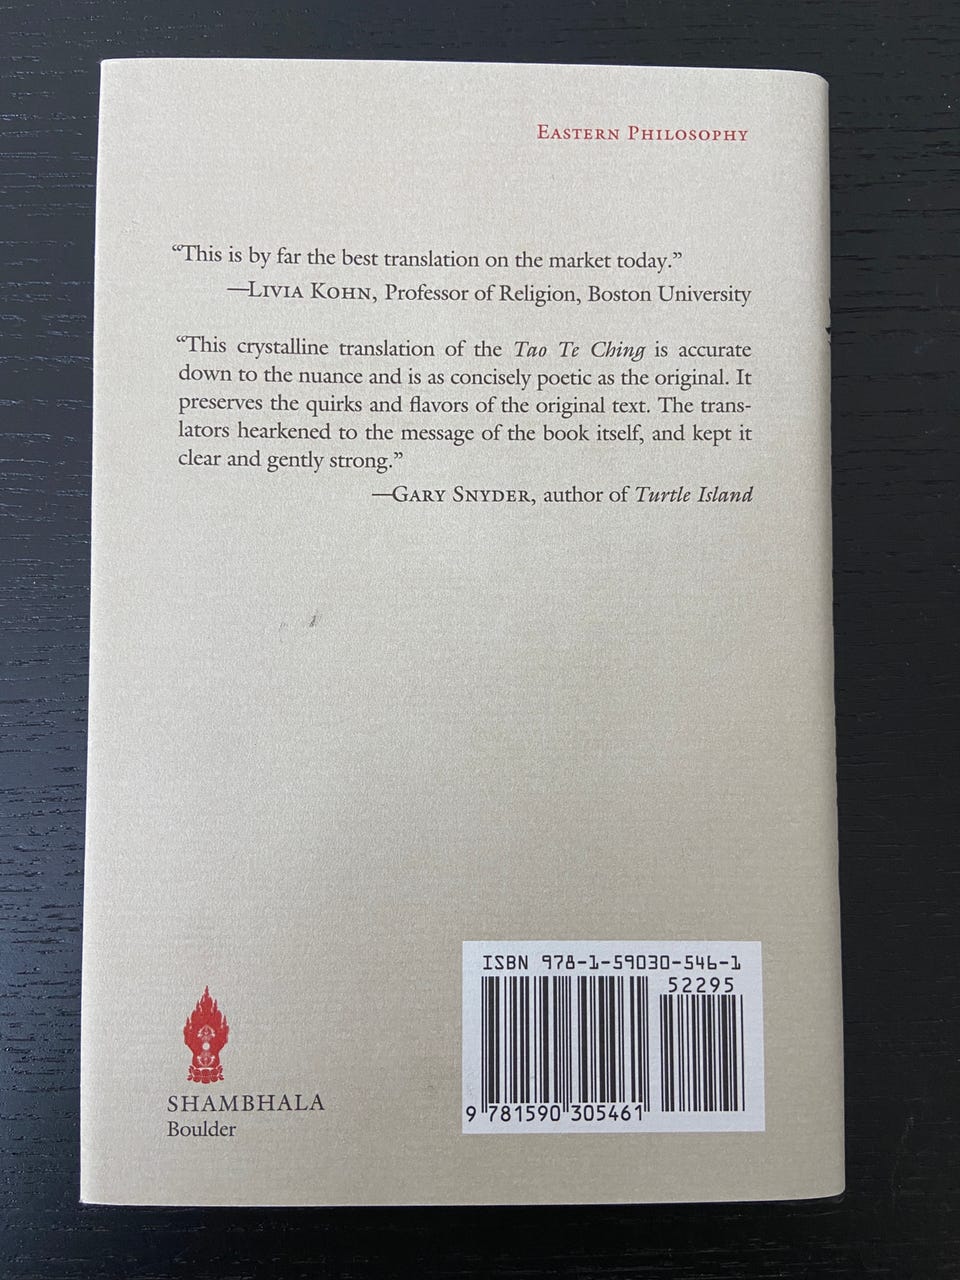 EASTERN PHILOSOPHY
“This is by far the best translation on the market today.”
—LIVIA KOHN, Professor of Religion, Boston University
“This crystalline translation of the Tao Te Ching is accurate
down to the nuance and is as concisely poetic as the original. It
preserves the quirks and flavors of the original text. The trans-
lators hearkened to the message of the book itself, and kept it
clear and gently strong.”
—GARY SNYDER, author of Turtle Island
SHAMBHALA
Boulder
ISBN 978-1-59030-546-1
52295
9 781590 305461